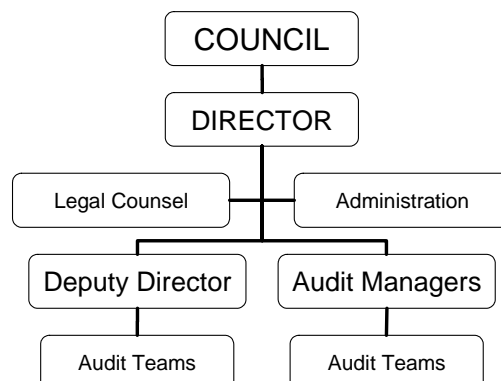 COUNCIL
DIRECTOR
Legal Counsel
Administration
Deputy Director
Audit Managers
Audit Teams
Audit Teams